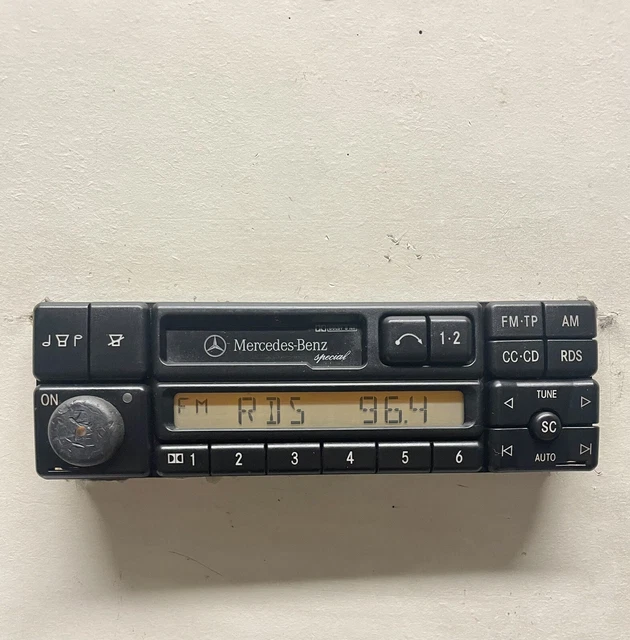 Mercedes-Benz
special
1·2
FM·TP
AM
CC·CD
RDS
ON
FM RDS 96.4
TUNE
SC
AUTO
1 2 3 4 5 6